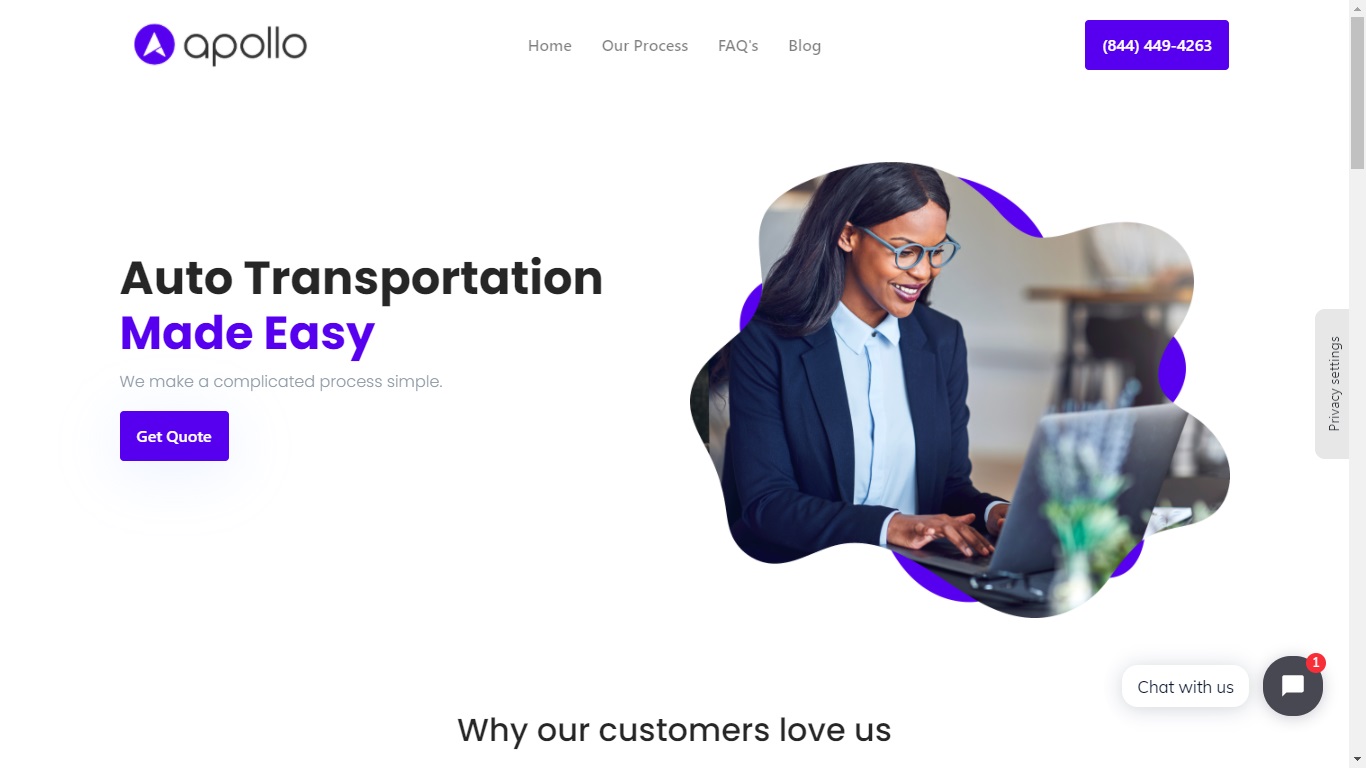 apollo
Home
Our Process
FAQ's
Blog
(844) 449-4263
Auto Transportation
Made Easy
We make a complicated process simple.
Get Quote
Privacy settings
1
Chat with us
Why our customers love us